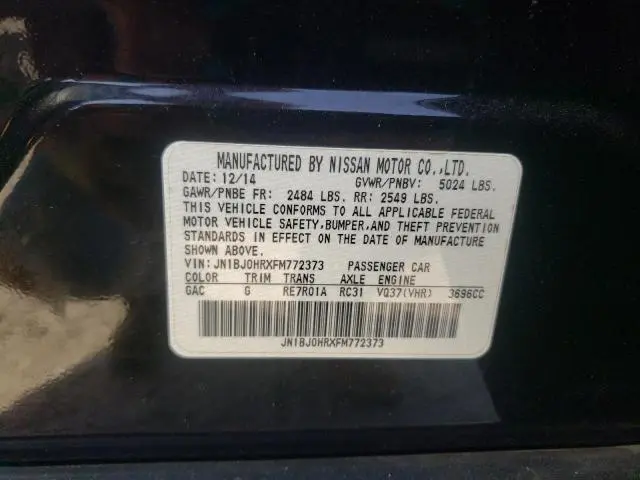 MANUFACTURED BY NISSAN MOTOR CO.,LTD.
DATE: 12/14 GVWR/PNBV: 5024 LBS.
GAWR/PNBE FR: 2484 LBS. RR: 2549 LBS.
THIS VEHICLE CONFORMS TO ALL APPLICABLE FEDERAL
MOTOR VEHICLE SAFETY,BUMPER,AND THEFT PREVENTION
STANDARDS IN EFFECT ON THE DATE OF MANUFACTURE
SHOWN ABOVE.
VIN:JN1BJ0HRXFM772373 PASSENGER CAR
COLOR TRIM TRANS AXLE ENGINE
GAC G RE7R01A RC31 VQ37(VHR) 3696CC
JN1BJ0HRXFM772373